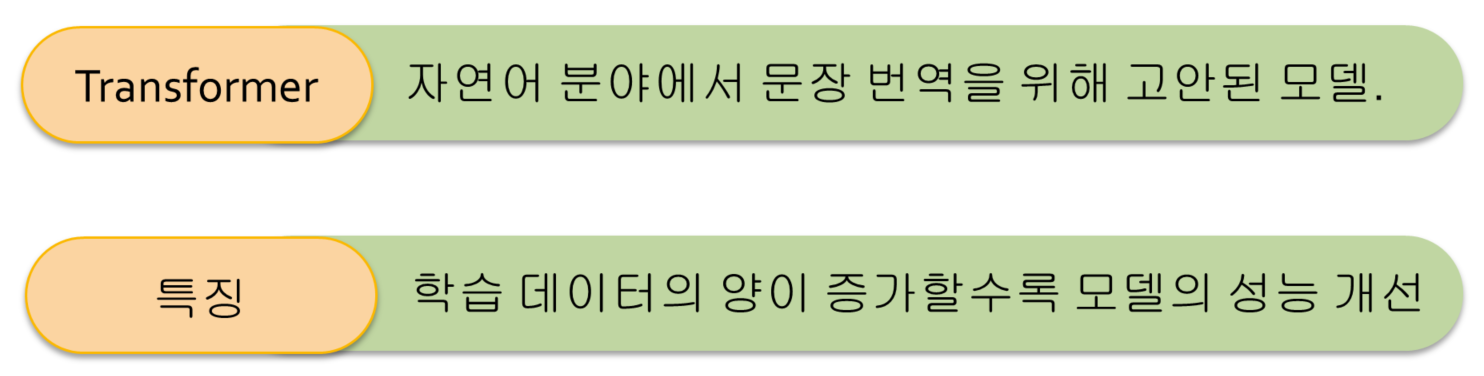 Transformer 자연어 분야에서 문장 번역을 위해 고안된 모델.
특징 학습 데이터의 양이 증가할수록 모델의 성능 개선